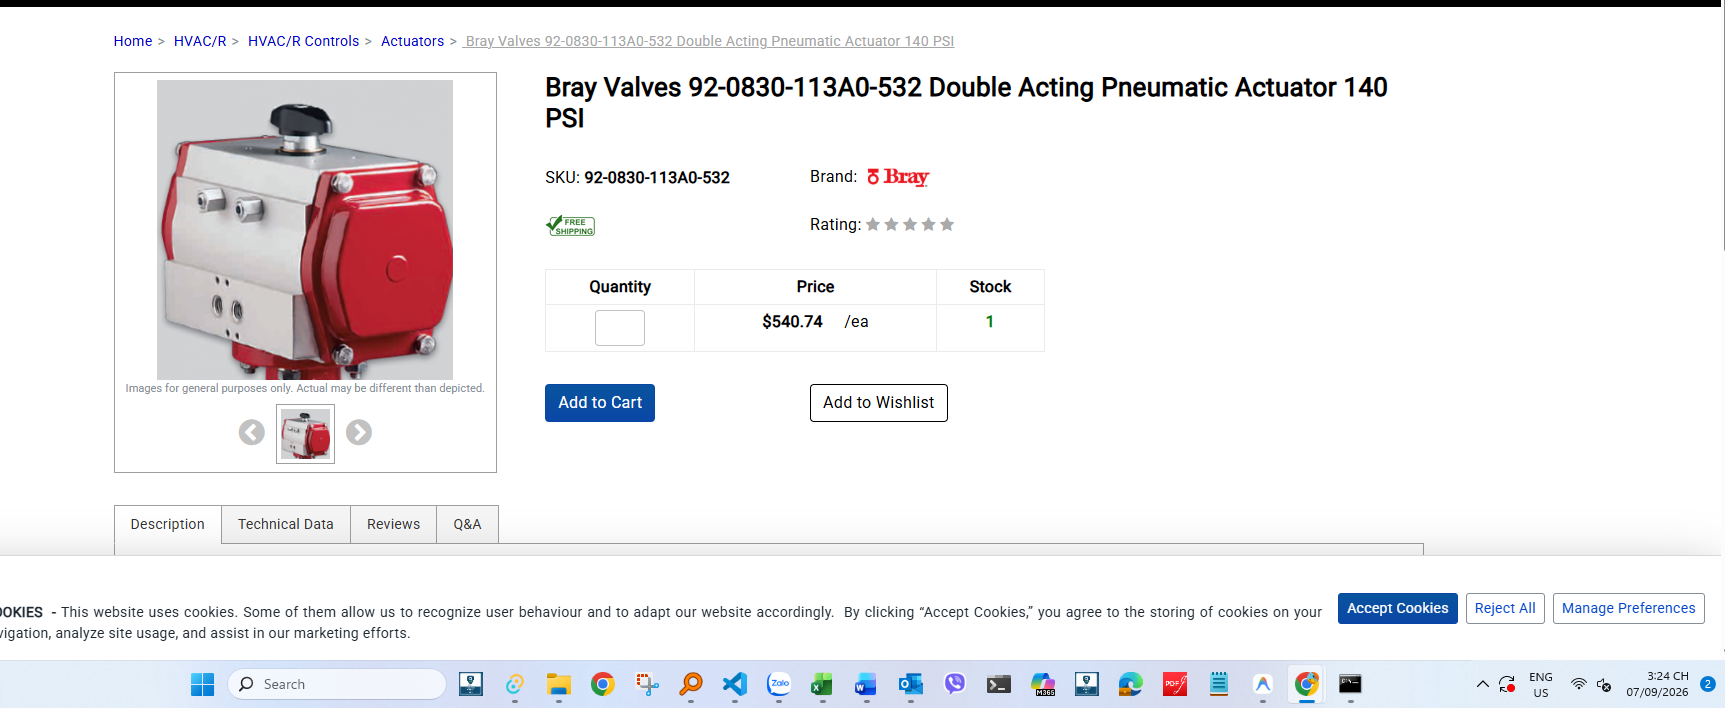 Home > HVAC/R > HVAC/R Controls > Actuators > Bray Valves 92-0830-113A0-532 Double Acting Pneumatic Actuator 140 PSI
Bray Valves 92-0830-113A0-532 Double Acting Pneumatic Actuator 140
PSI
SKU: 92-0830-113A0-532
Brand: Bray
FREE
SHIPPING
Rating:
Quantity Price Stock
$540.74 /ea 1
Images for general purposes only. Actual may be different than depicted.
Add to Cart Add to Wishlist
Description Technical Data Reviews Q&A
OOKIES - This website uses cookies. Some of them allow us to recognize user behaviour and to adapt our website accordingly. By clicking “Accept Cookies,” you agree to the storing of cookies on your
vigation, analyze site usage, and assist in our marketing efforts.
Accept Cookies Reject All Manage Preferences
Search
Zalo
M365
PDF
ENG
US
3:24 CH
07/09/2026
2